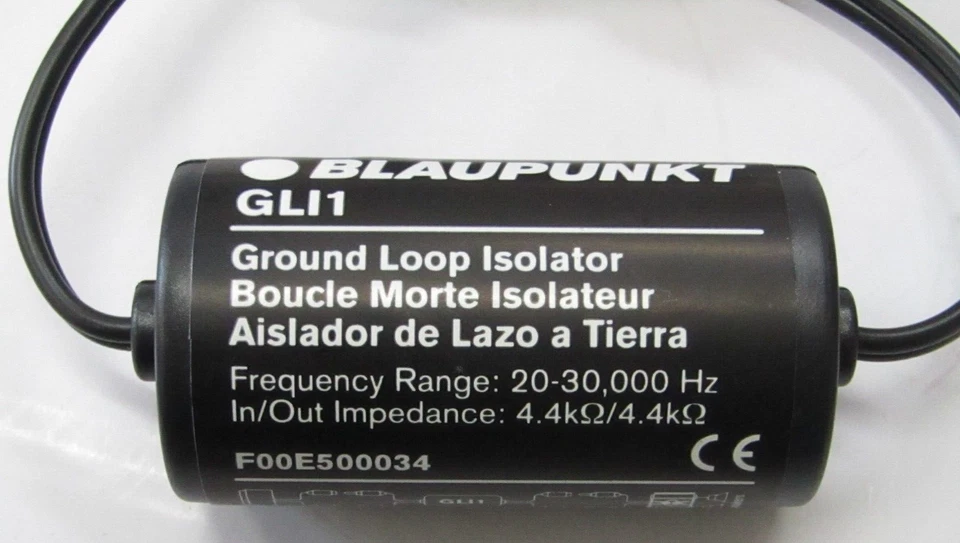 BLAUPUNKT
GLI1
Ground Loop Isolator
Boucle Morte Isolateur
Aislador de Lazo a Tierra
Frequency Range: 20-30,000 Hz
In/Out Impedance: 4.4kΩ/4.4kΩ
CE
F00E500034
GLI1